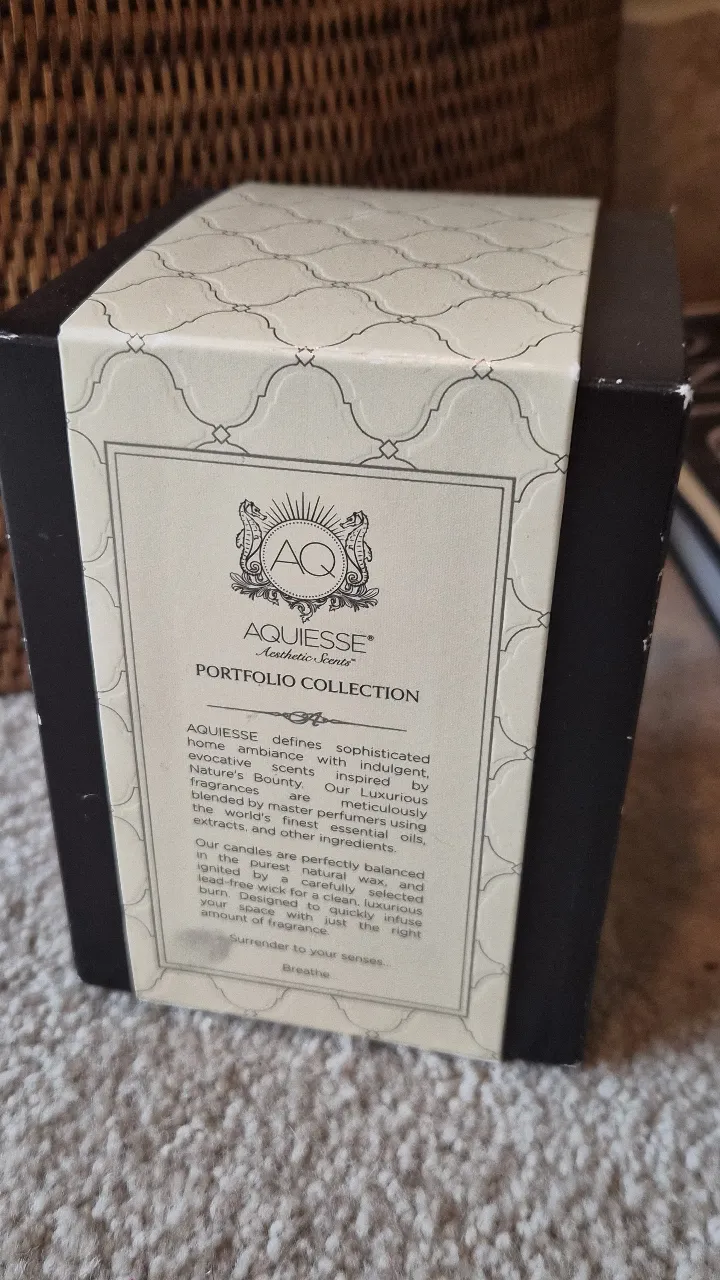 AQ
AQUIESSE®
Aesthetic Scents™
PORTFOLIO COLLECTION
AQUIESSE defines sophisticated
home ambiance with indulgent,
evocative scents inspired by
Nature's Bounty. Our Luxurious
fragrances are meticulously
blended by master perfumers using
the world's finest essential oils,
extracts, and other ingredients.
Our candles are perfectly balanced
in the purest natural wax, and
ignited by a carefully selected
lead-free wick for a clean, luxurious
burn. Designed to quickly infuse
your space with just the right
amount of fragrance.
Surrender to your senses...
Breathe